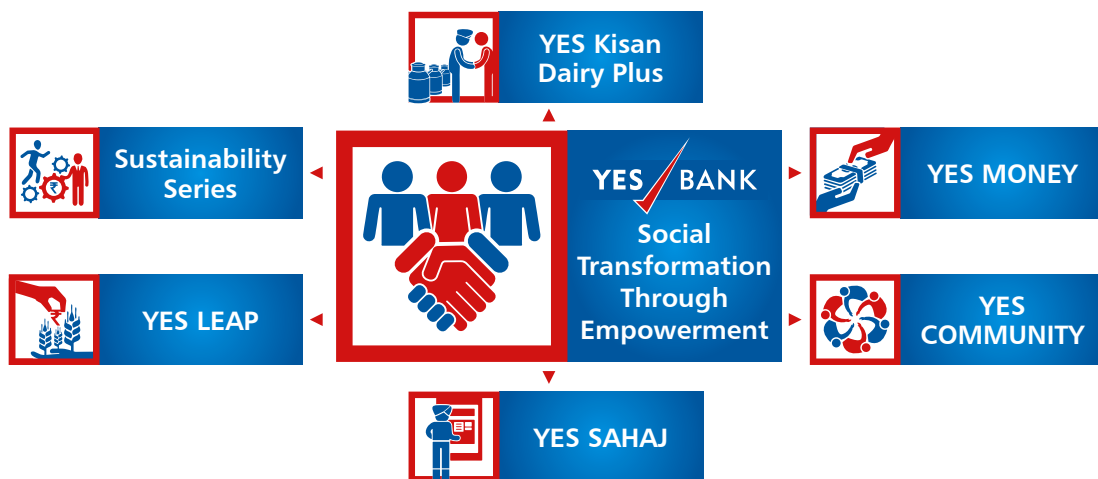 YES Kisan
Dairy Plus
Sustainability
Series
₹
YES BANK
Social
Transformation
Through
Empowerment
YES MONEY
YES LEAP
₹
YES
COMMUNITY
YES SAHAJ